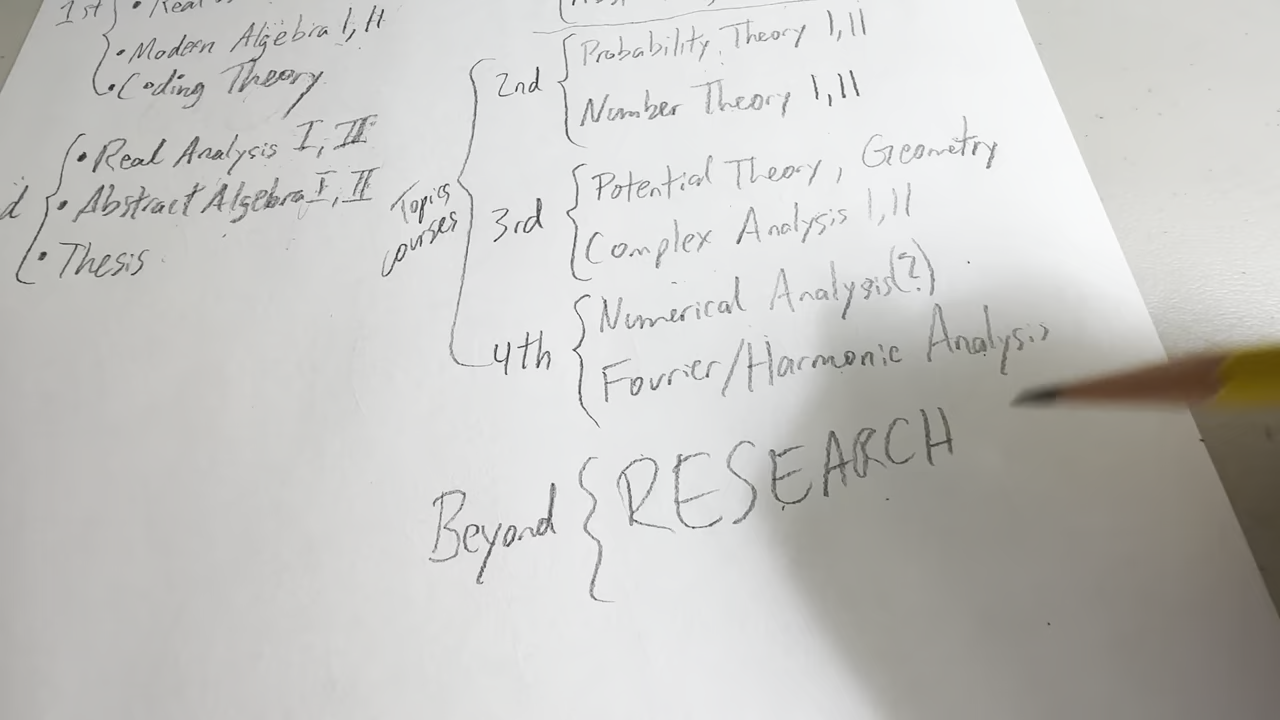 1st
• Real
• Modern Algebra I, II
• Coding Theory
d
• Real Analysis I, II
• Abstract Algebra I, II
• Thesis
Topics courses
2nd
Probability Theory I, II
Number Theory I, II
3rd
Potential Theory, Geometry
Complex Analysis I, II
4th
Numerical Analysis(?)
Fourier/Harmonic Analysis
Beyond
RESEARCH